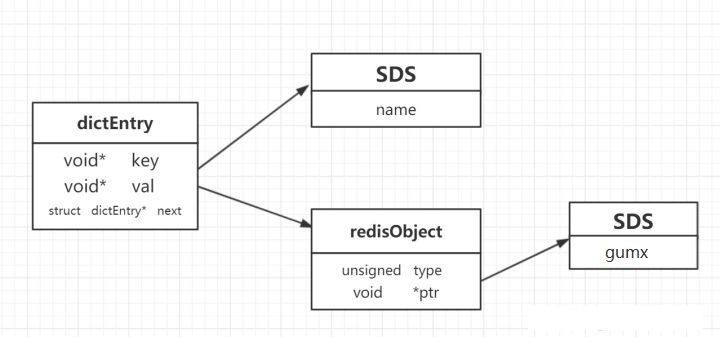 dictEntry
void* key
void* val
struct dictEntry* next
SDS
name
redisObject
unsigned type
void *ptr
SDS
gumx